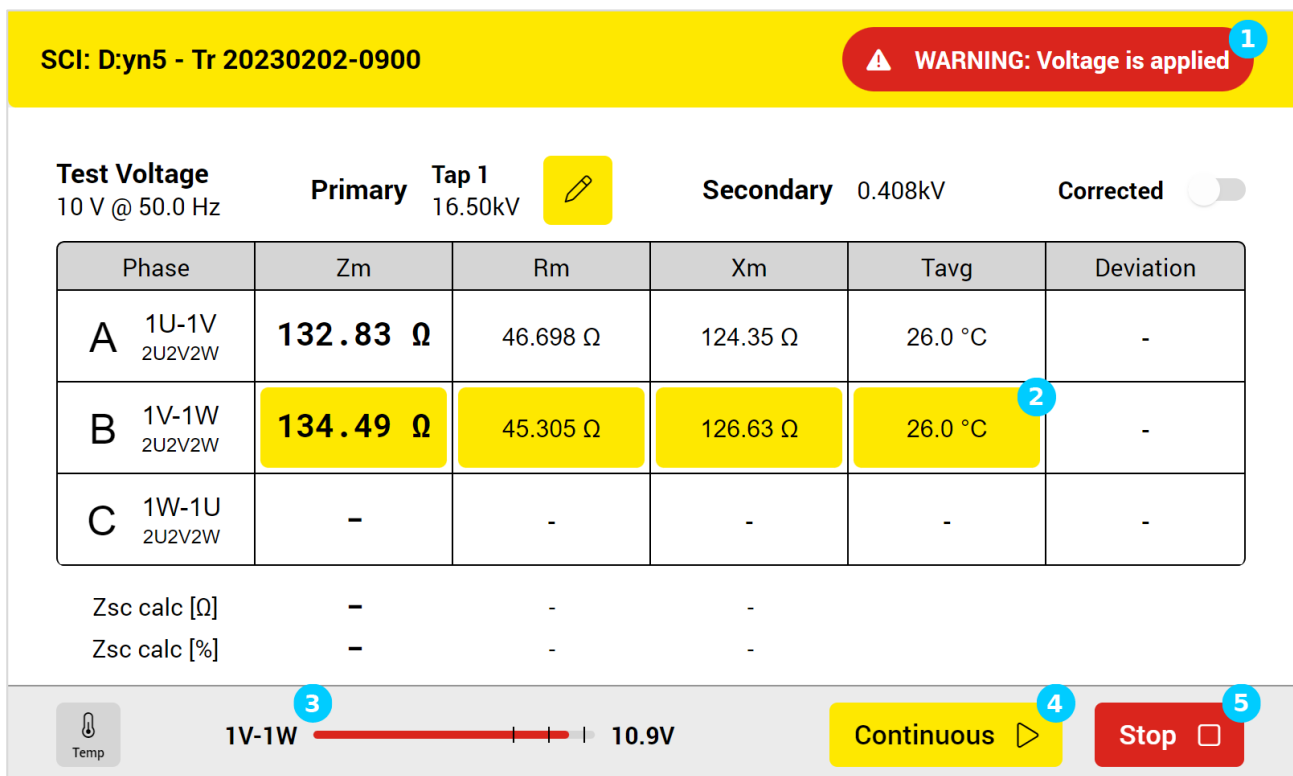 SCI: D:yn5 - Tr 20230202-0900
WARNING: Voltage is applied
1
Test Voltage
10 V @ 50.0 Hz
Primary
Tap 1
16.50kV
Secondary 0.408kV
Corrected
Phase Zm Rm Xm Tavg Deviation
A 1U-1V 132.83 Ω 46.698 Ω 124.35 Ω 26.0 °C -
2U2V2W
2
B 1V-1W 134.49 Ω 45.305 Ω 126.63 Ω 26.0 °C -
2U2V2W
C 1W-1U - - - - -
2U2V2W
Zsc calc [Ω] - - -
Zsc calc [%] - - -
3
4
5
Temp
1V-1W 10.9V
Continuous
Stop